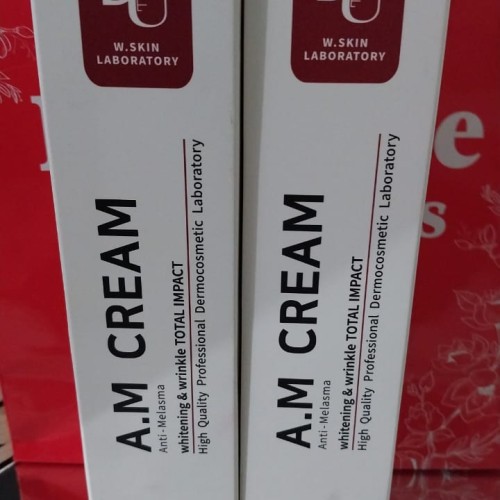 W.SKIN
LABORATORY
A.M CREAM
Anti-Melasma
whitening & wrinkle TOTAL IMPACT
High Quality Professional Dermocosmetic Laboratory
W.SKIN
LABORATORY
A.M CREAM
Anti-Melasma
whitening & wrinkle TOTAL IMPACT
High Quality Professional Dermocosmetic Laboratory